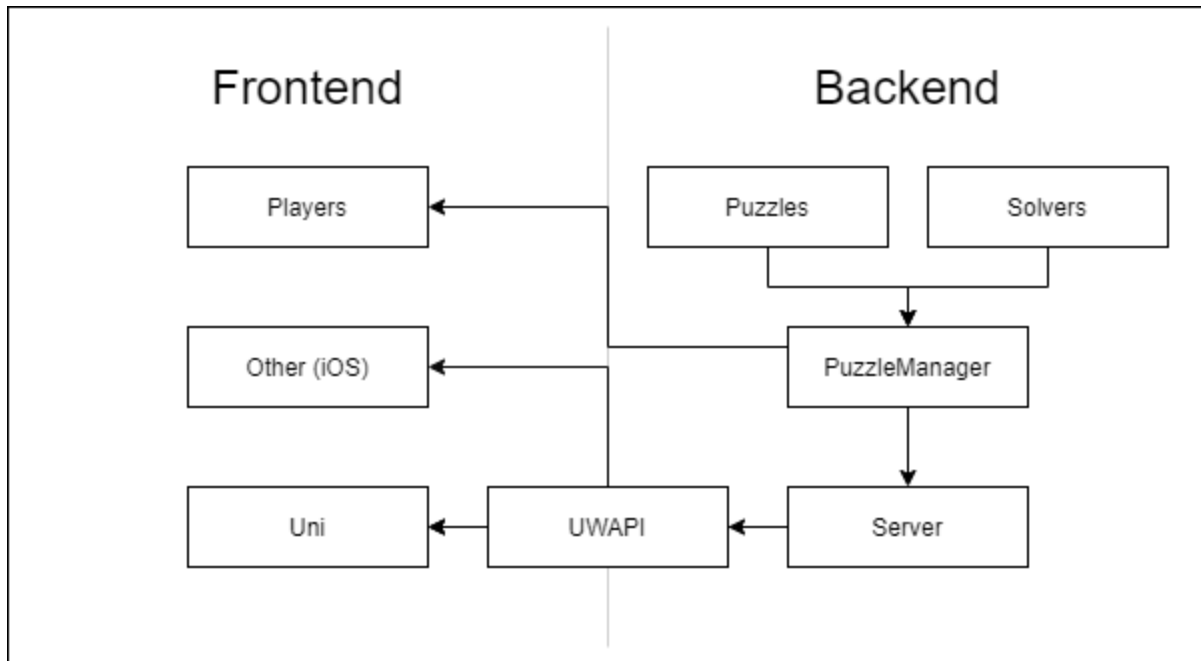 Frontend
Backend
Players
Puzzles
Solvers
Other (iOS)
PuzzleManager
Uni
UWAPI
Server